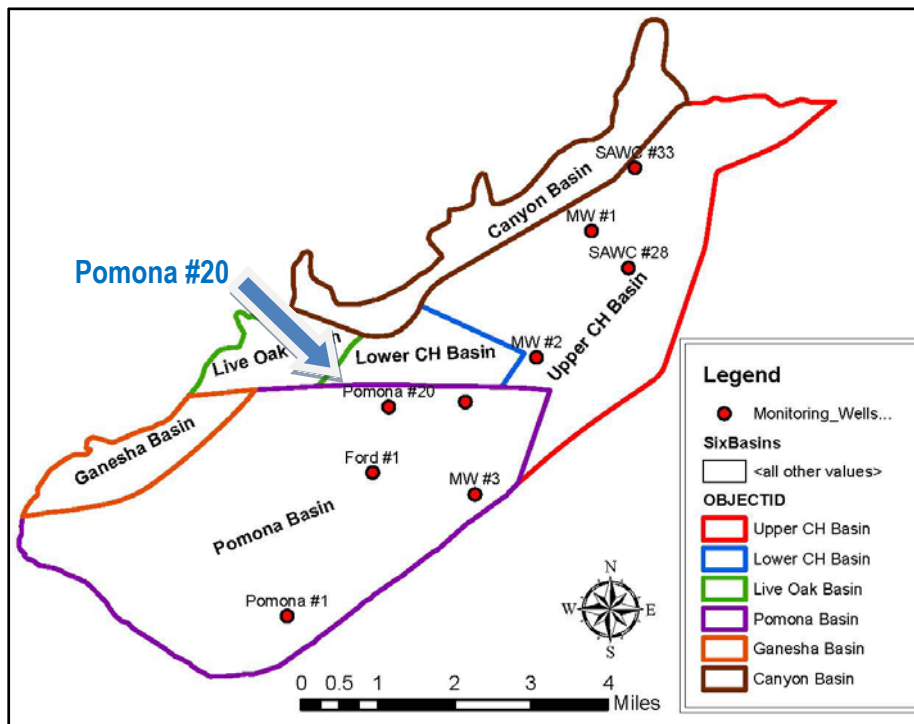 SAWC #33
Canyon Basin
MW #1
SAWC #28
Pomona #20
Upper CH Basin
MW #2
Live Oak
Lower CH Basin
Pomona #20
Ganesha Basin
Ford #1
MW #3
Pomona Basin
Pomona #1
N
W E
S
0 0.5 1 2 3 4
Miles
Legend
Monitoring_Wells...
SixBasins
<all other values>
OBJECTID
Upper CH Basin
Lower CH Basin
Live Oak Basin
Pomona Basin
Ganesha Basin
Canyon Basin